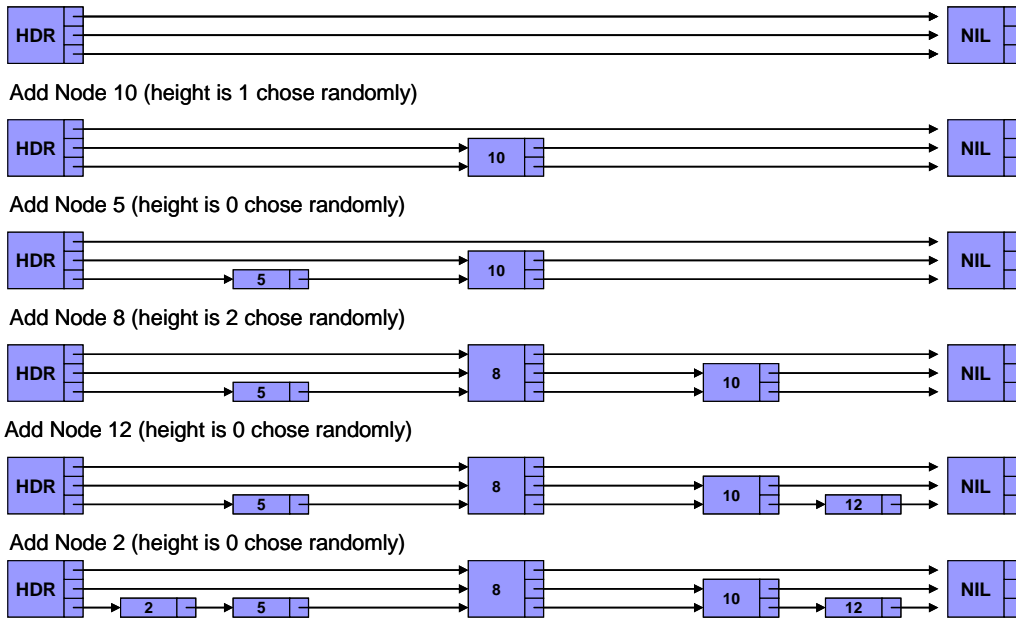 HDR NIL
Add Node 10 (height is 1 chose randomly)
HDR 10 NIL
Add Node 5 (height is 0 chose randomly)
HDR 5 10 NIL
Add Node 8 (height is 2 chose randomly)
HDR 5 8 10 NIL
Add Node 12 (height is 0 chose randomly)
HDR 5 8 10 12 NIL
Add Node 2 (height is 0 chose randomly)
HDR 2 5 8 10 12 NIL